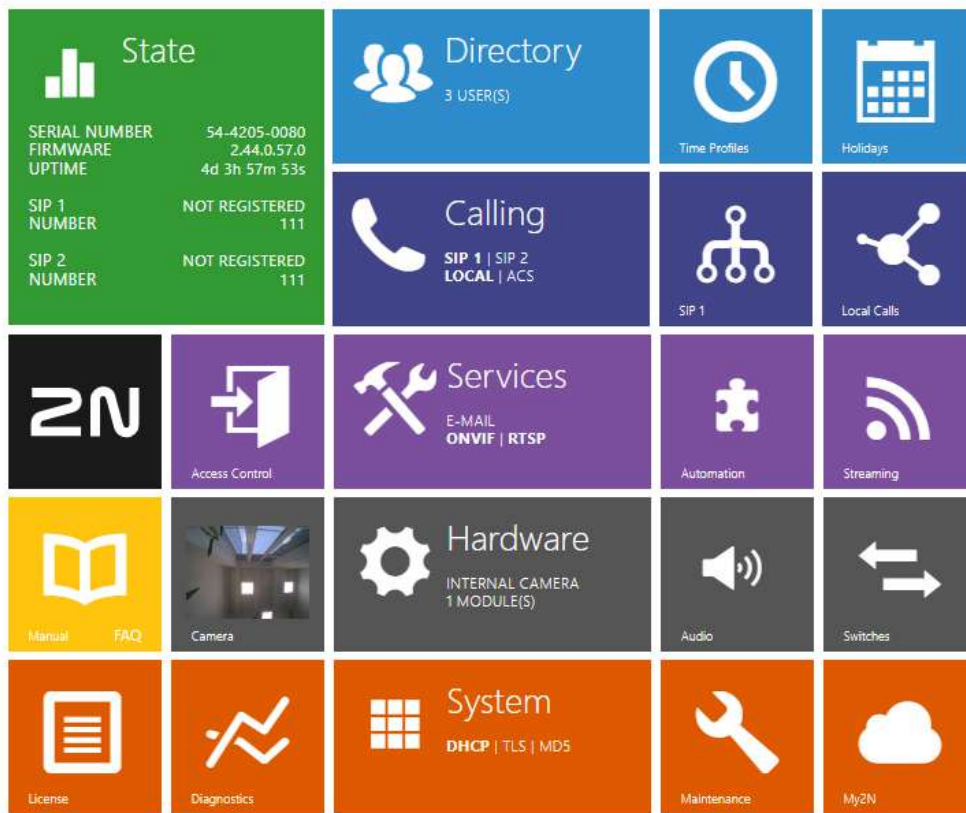 State
SERIAL NUMBER 54-4205-0080
FIRMWARE 2.44.0.57.0
UPTIME 4d 3h 57m 53s
SIP 1 NOT REGISTERED
NUMBER 111
SIP 2 NOT REGISTERED
NUMBER 111
Directory
3 USER(S)
Time Profiles
Holidays
Calling
SIP 1 | SIP 2
LOCAL | ACS
SIP 1
Local Calls
2N
Access Control
Services
E-MAIL
ONVIF | RTSP
Automation
Streaming
Manual FAQ
Camera
Hardware
INTERNAL CAMERA
1 MODULE(S)
Audio
Switches
License
Diagnostics
System
DHCP | TLS | MD5
Maintenance
My2N